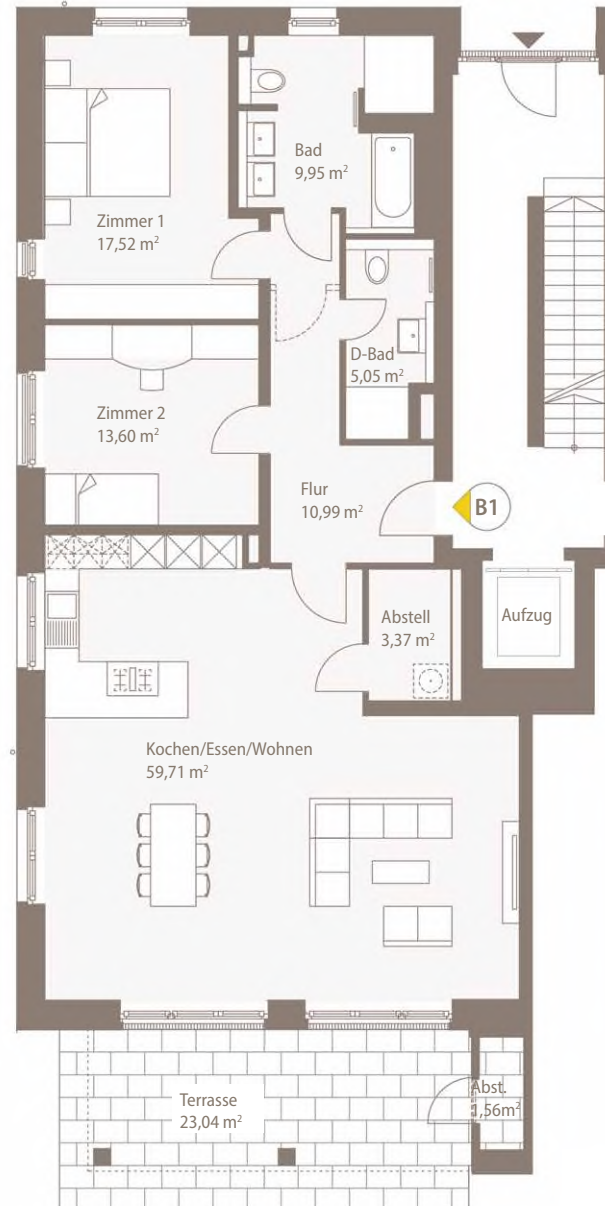 Bad
9,95 m²
Zimmer 1
17,52 m²
D-Bad
5,05 m²
Zimmer 2
13,60 m²
Flur
10,99 m²
B1
Abstell
3,37 m²
Aufzug
Kochen/Essen/Wohnen
59,71 m²
Terrasse
23,04 m²
Abst.
1,56m²